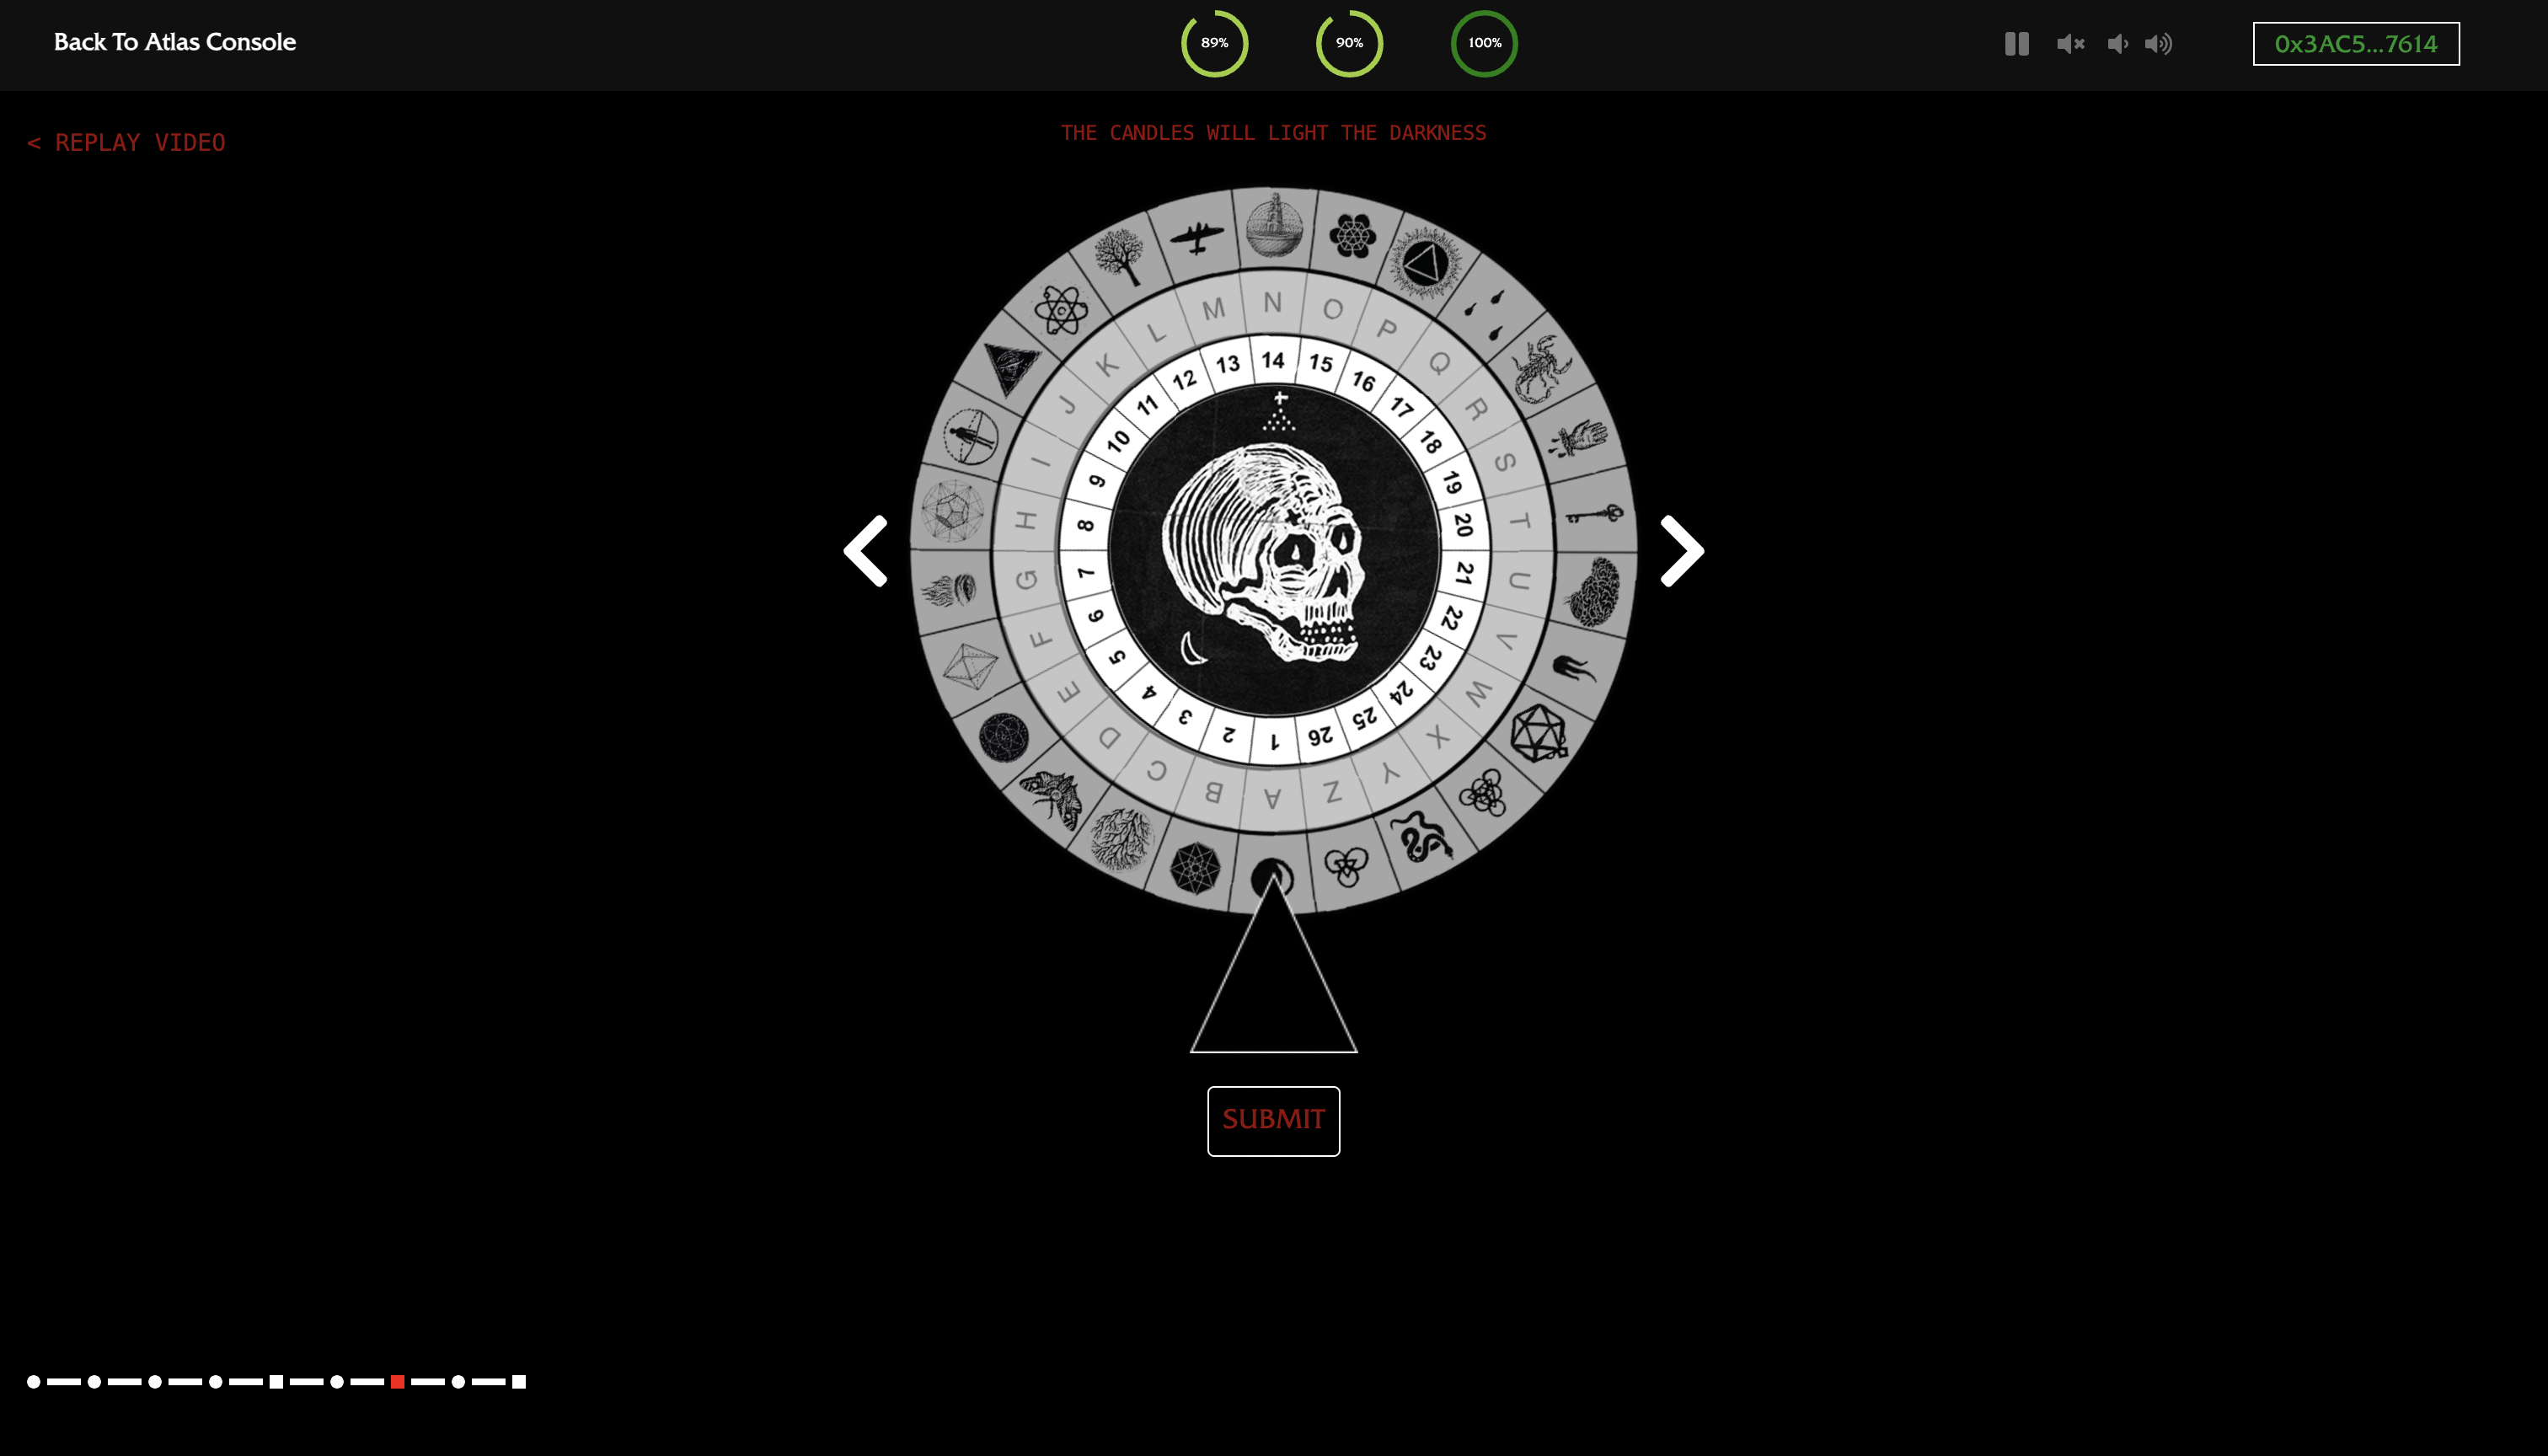 Back To Atlas Console
89%
90%
100%
0x3AC5...7614
< REPLAY VIDEO
THE CANDLES WILL LIGHT THE DARKNESS
A B C D E F G H I J K L M N O P Q R S T U V W X Y Z
1 2 3 4 5 6 7 8 9 10 11 12 13 14 15 16 17 18 19 20 21 22 23 24 25 26
SUBMIT